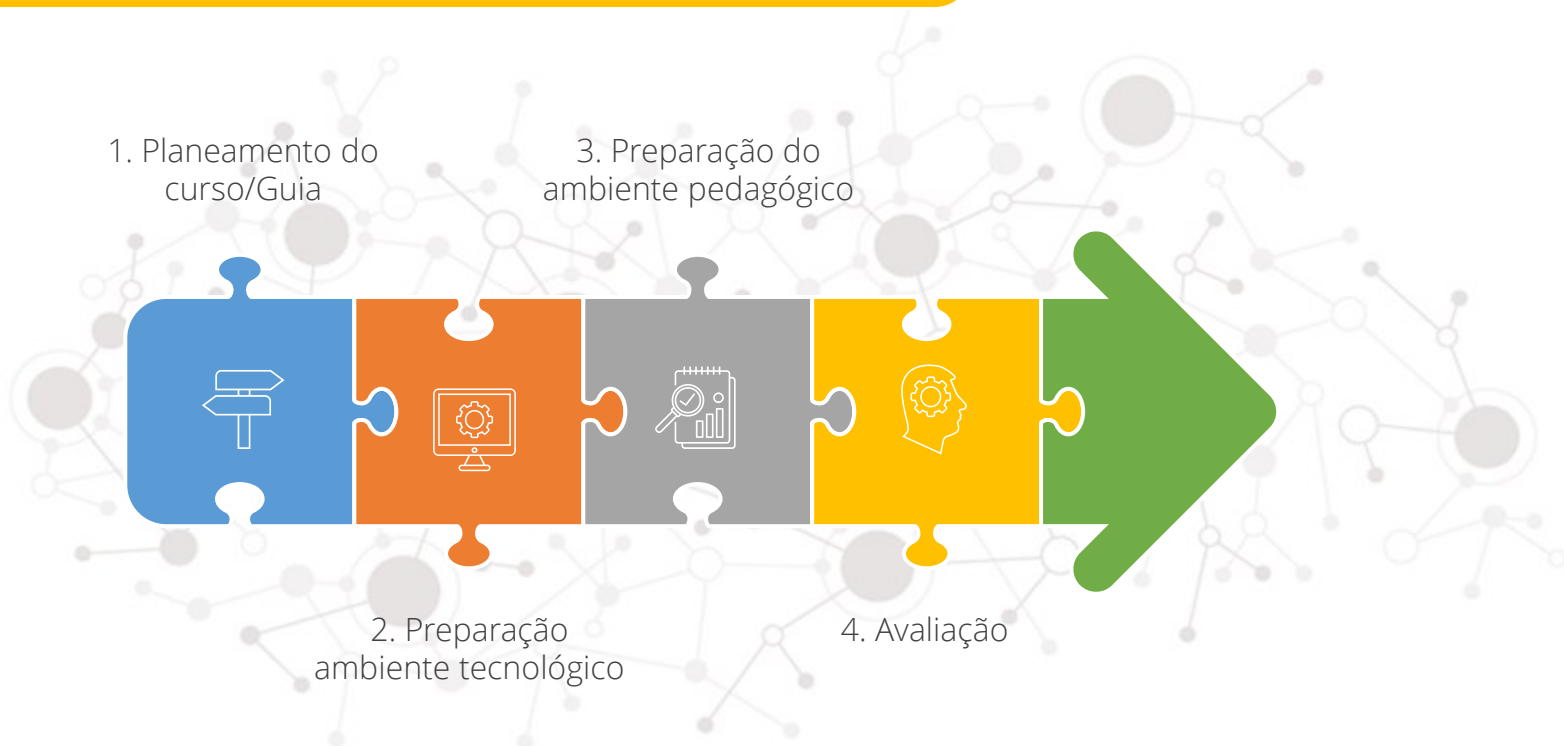 1. Planeamento do
curso/Guia
2. Preparação
ambiente tecnológico
3. Preparação do
ambiente pedagógico
4. Avaliação